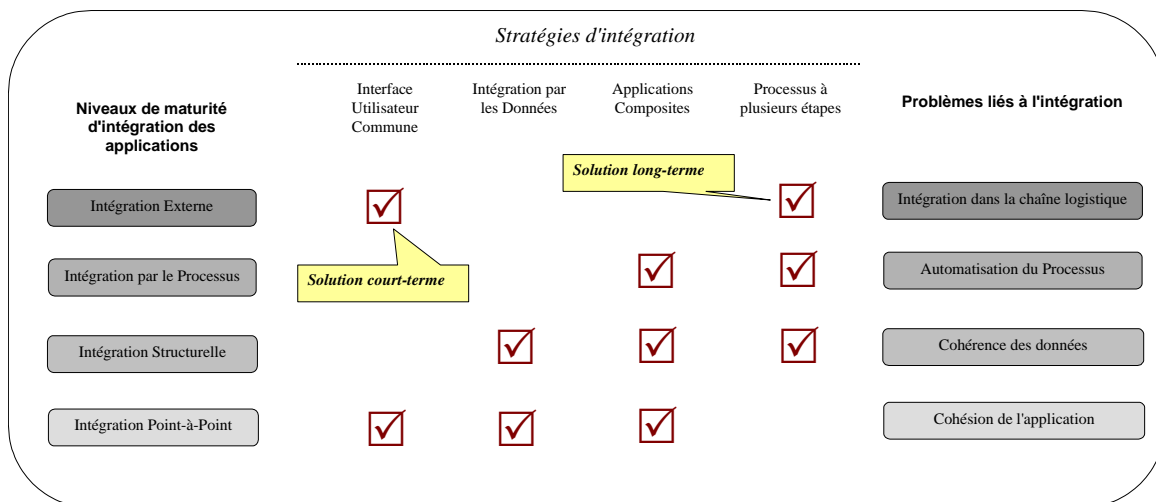 Stratégies d'intégration
Niveaux de maturité
d'intégration des
applications
Interface
Utilisateur
Commune
Intégration par
les Données
Applications
Composites
Processus à
plusieurs étapes
Problèmes liés à l'intégration
Solution long-terme
Intégration Externe
Intégration dans la chaîne logistique
Solution court-terme
Intégration par le Processus
Automatisation du Processus
Intégration Structurelle
Cohérence des données
Intégration Point-à-Point
Cohésion de l'application